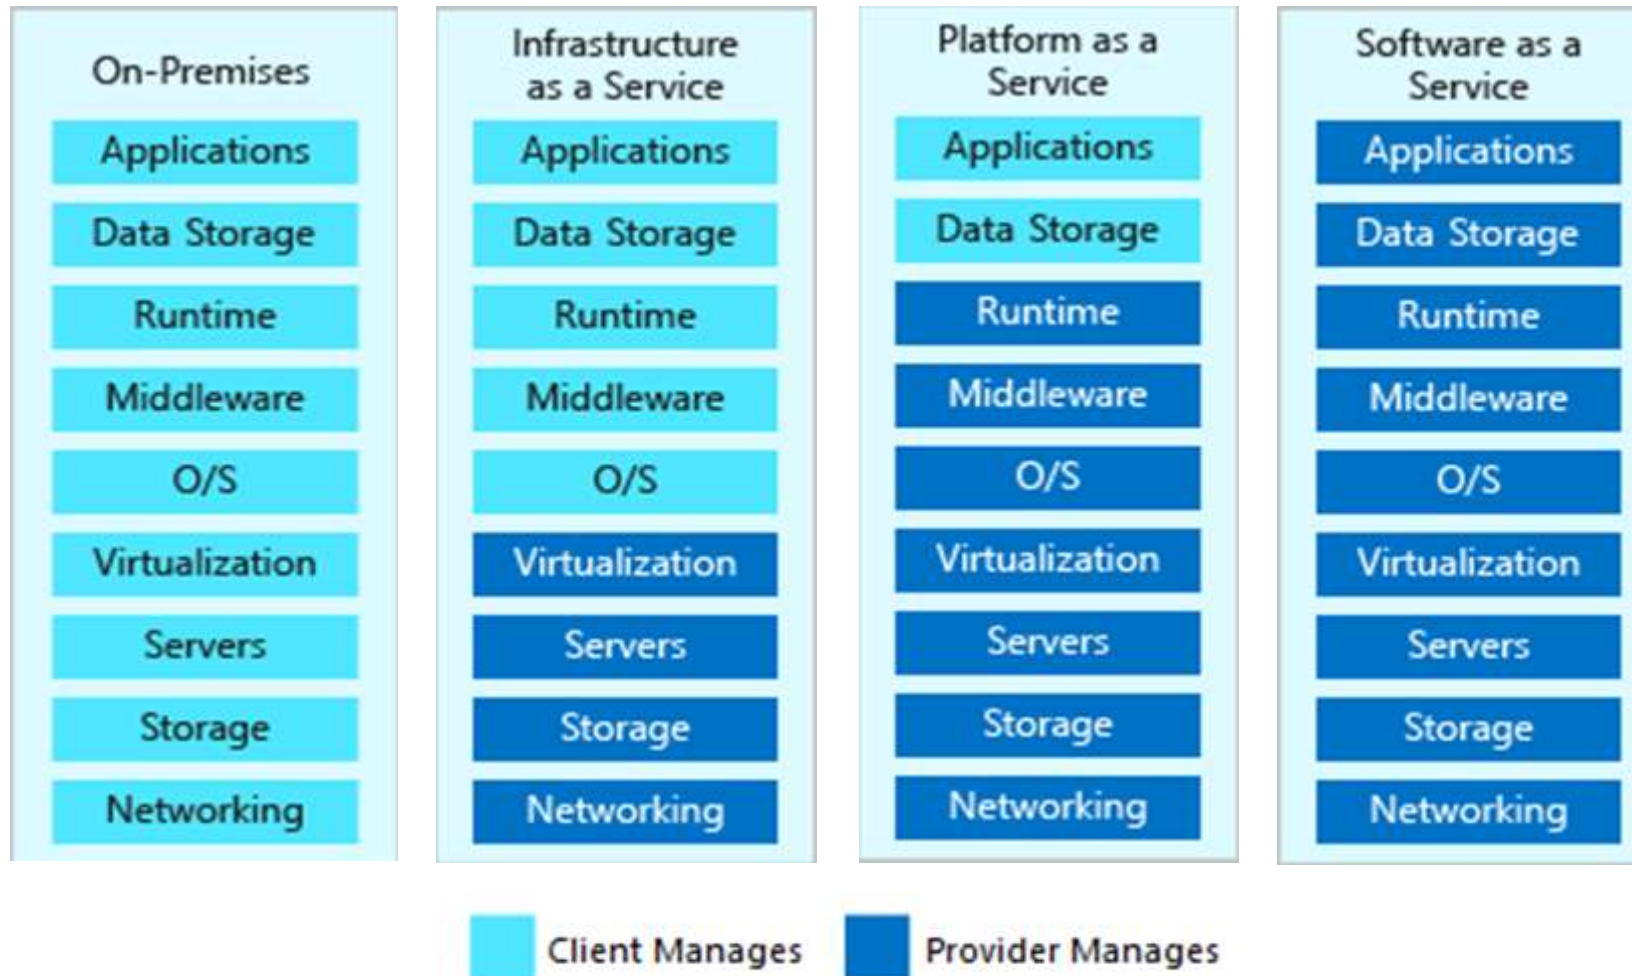 On-Premises
Applications
Data Storage
Runtime
Middleware
O/S
Virtualization
Servers
Storage
Networking
Infrastructure
as a Service
Applications
Data Storage
Runtime
Middleware
O/S
Virtualization
Servers
Storage
Networking
Platform as a
Service
Applications
Data Storage
Runtime
Middleware
O/S
Virtualization
Servers
Storage
Networking
Software as a
Service
Applications
Data Storage
Runtime
Middleware
O/S
Virtualization
Servers
Storage
Networking
Client Manages
Provider Manages